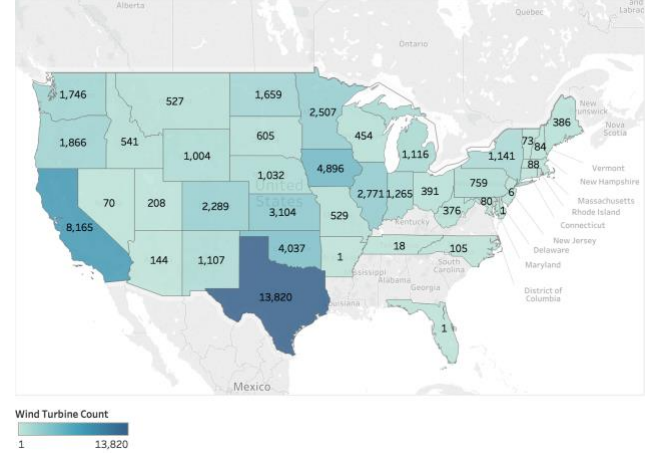 Alberta
Quebec
and
Labrad
Ontario
1,746
527
1,659
2,507
454
386
New
Brunswick
Nova
Scotia
1,866
541
1,004
605
1,116
1,141
73
84
88
Vermont
New Hampshire
Massachusetts
Rhode Island
Connecticut
New Jersey
Delaware
Maryland
District of
Columbia
8,165
70
208
2,289
1,032
United
States
3,104
4,896
2,771
1,265
391
759
6
80
1
376
529
Kentucky
144
1,107
4,037
1
18
105
South
Carolina
Mississippi
Alabama
Georgia
13,820
uisiana
1
Mexico
Wind Turbine Count
1 13,820